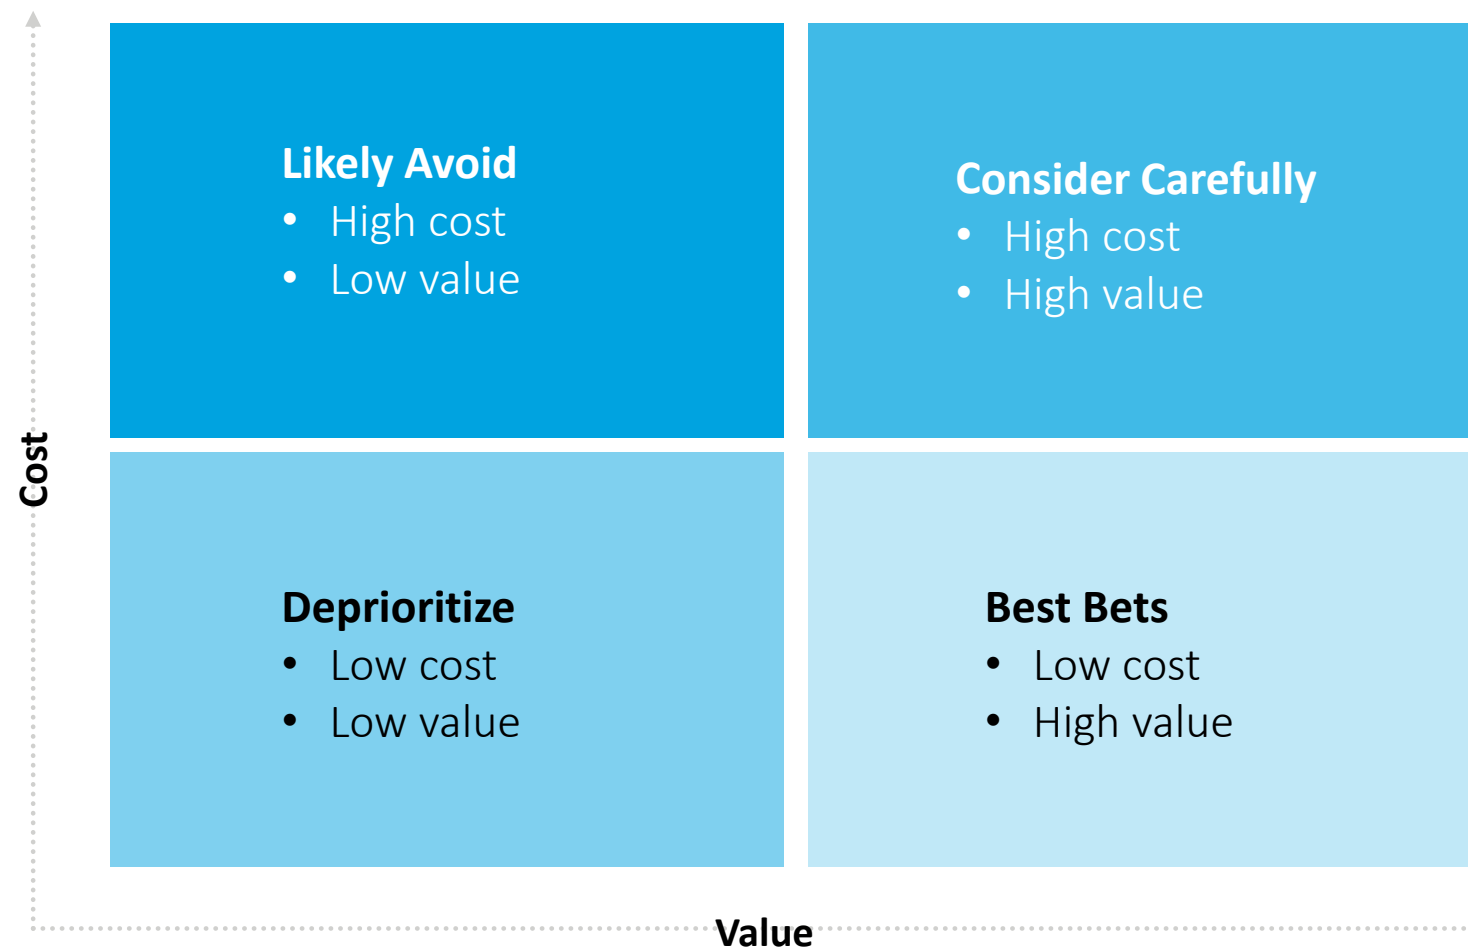 Likely Avoid
• High cost
• Low value
Consider Carefully
• High cost
• High value
Cost
Deprioritize
• Low cost
• Low value
Best Bets
• Low cost
• High value
Value